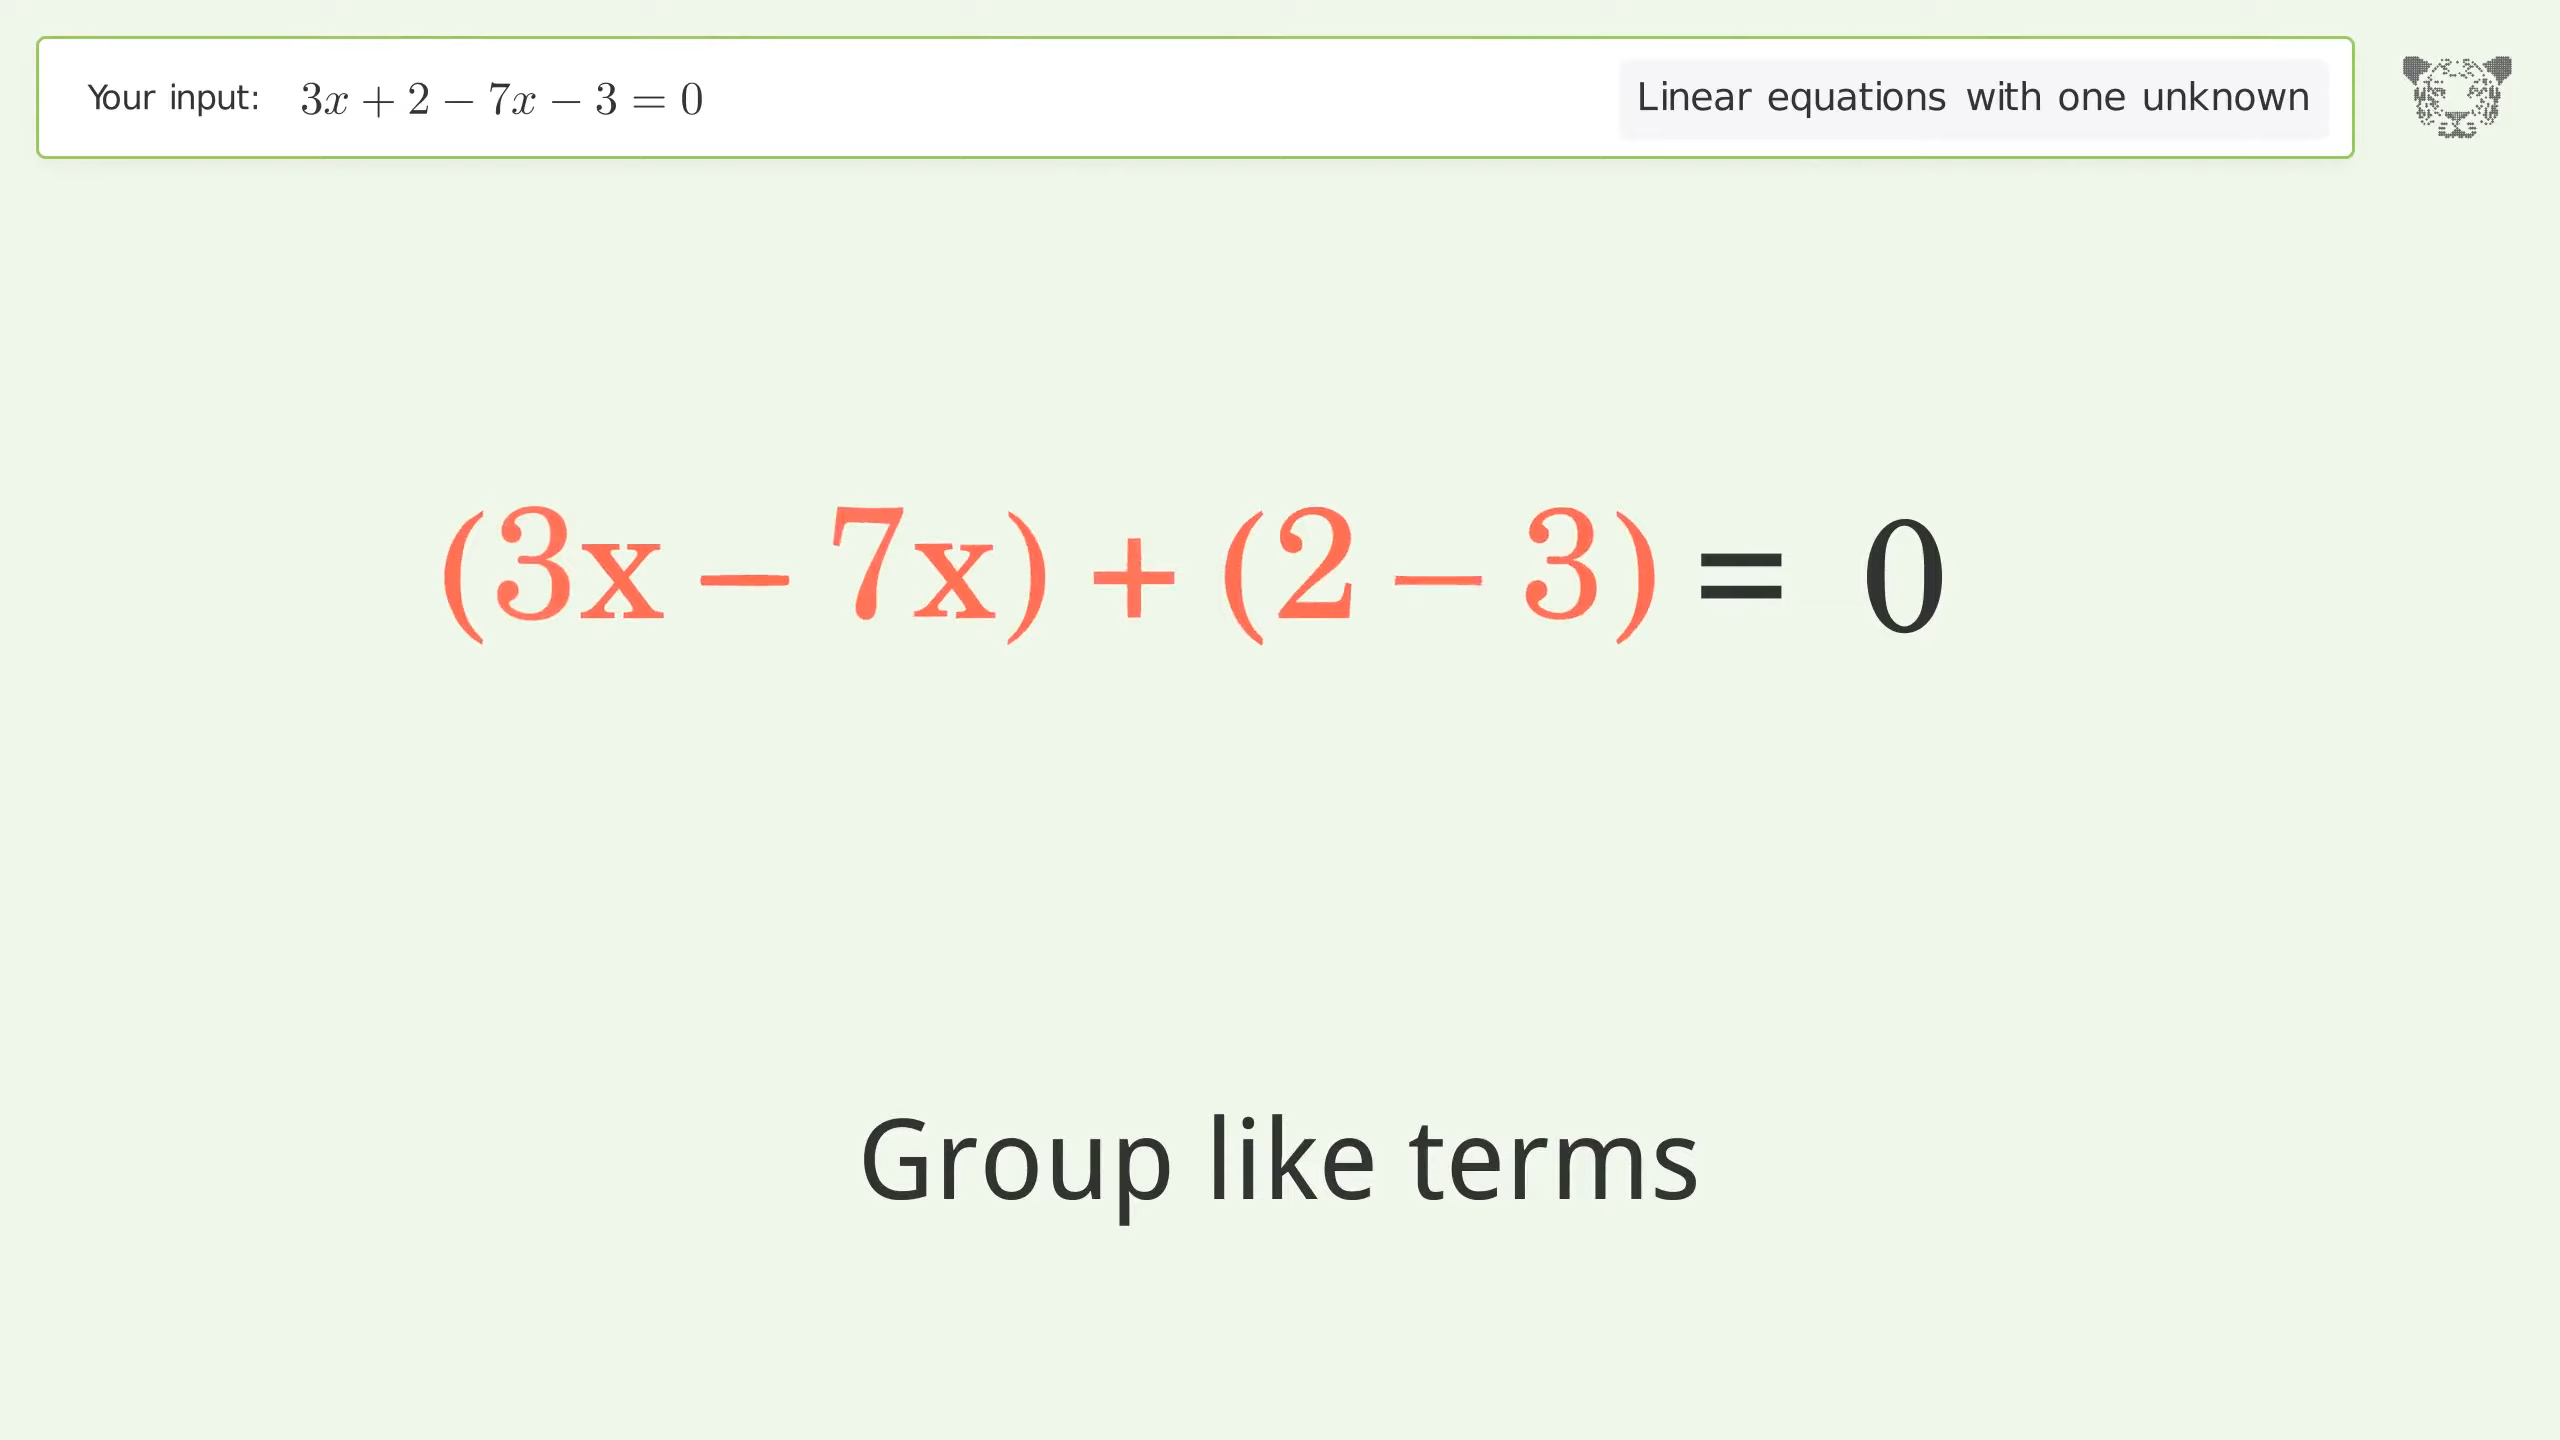 Your input: 3x + 2 − 7x − 3 = 0
Linear equations with one unknown
(3x − 7x) + (2 − 3) = 0
Group like terms